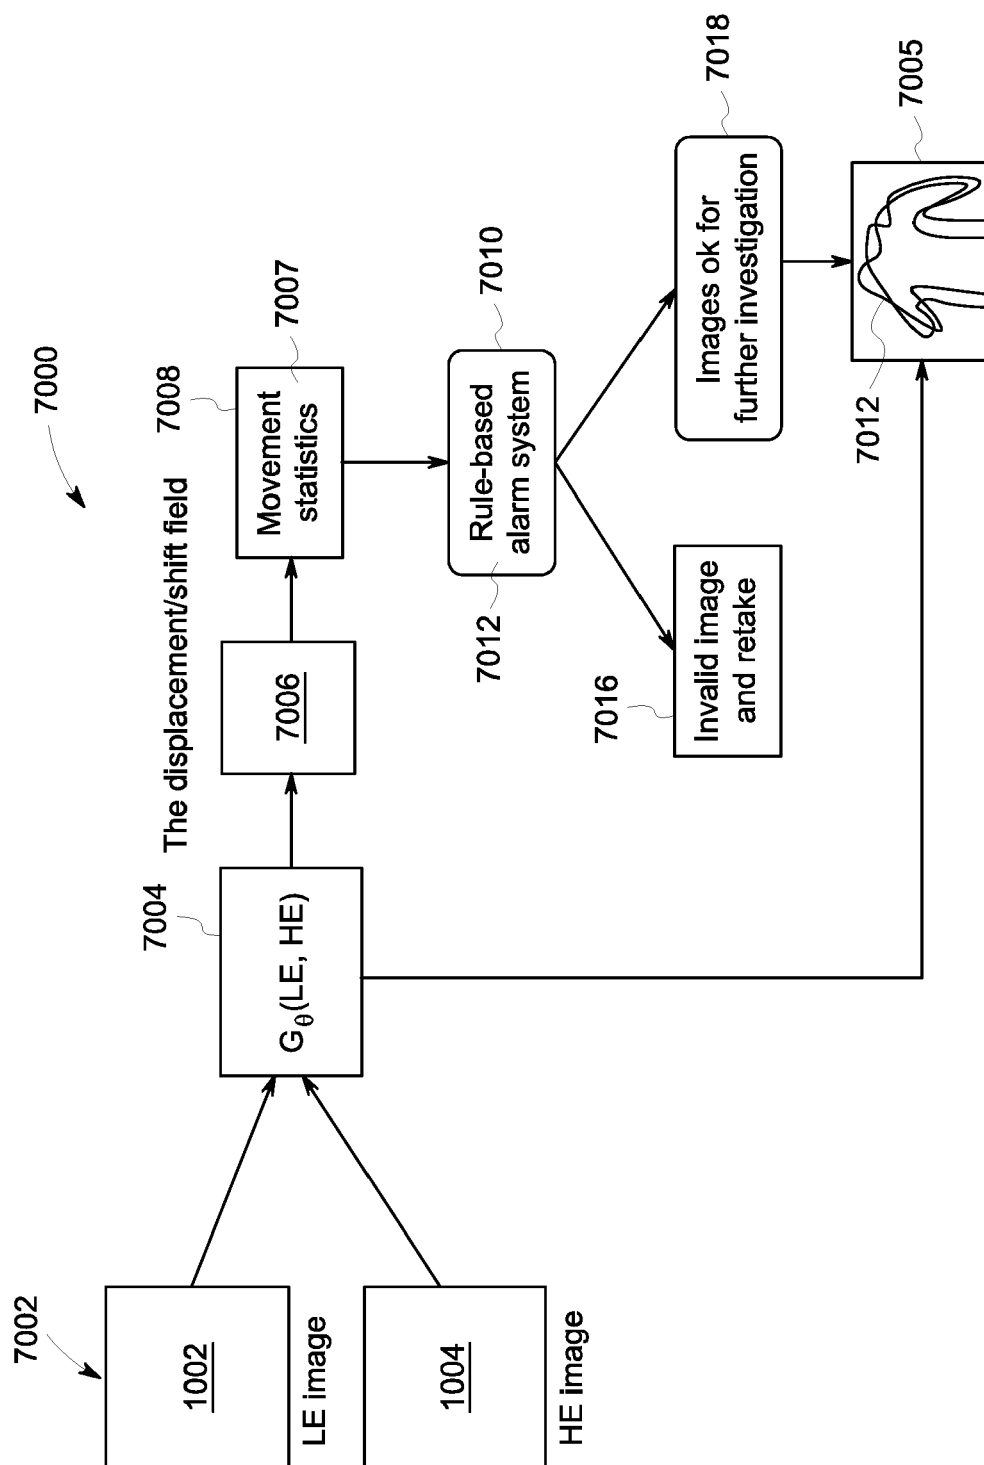 7000
7002
1002
LE image
1004
HE image
7004
G_θ(LE, HE)
The displacement/shift field
7006
7008
Movement
statistics
7007
Rule-based
alarm system
7010
7012
7016
Invalid image
and retake
Images ok for
further investigation
7018
7012
7005